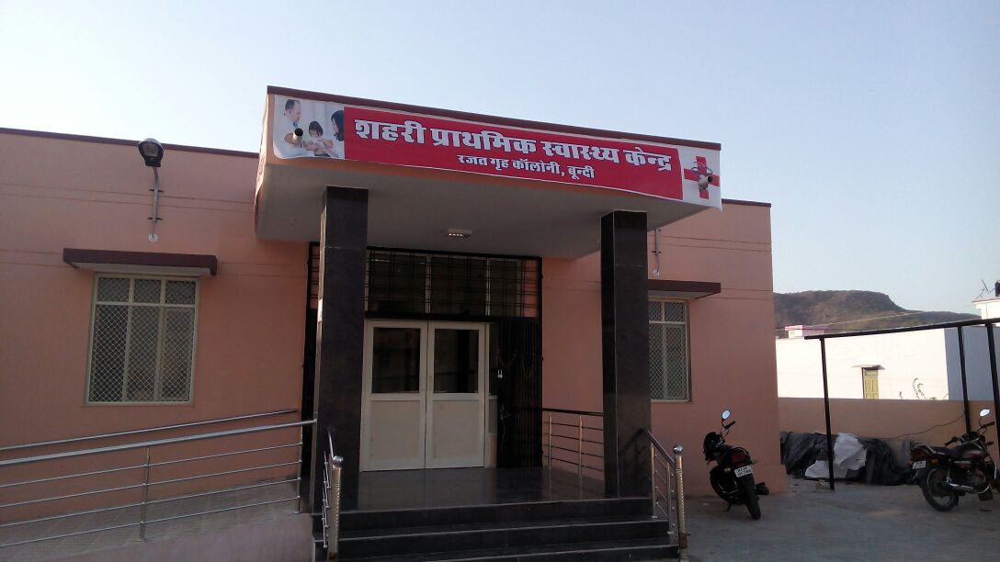 शहरी प्राथमिक स्वास्थ्य केन्द्र
रजत गृह कॉलोनी, बून्दी